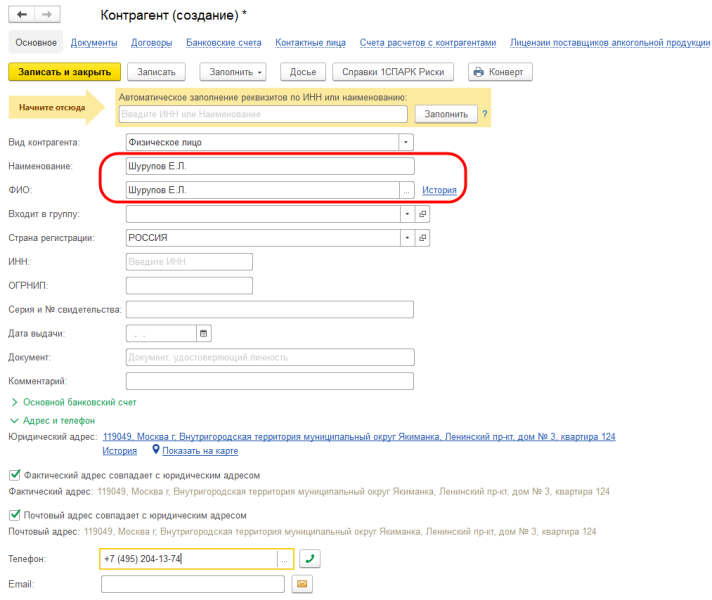 Контрагент (создание) *
Основное Документы Договоры Банковские счета Контактные лица Счета расчетов с контрагентами Лицензии поставщиков алкогольной продукции
Записать и закрыть Записать Заполнить Досье Справки 1СПАРК Риски Конверт
Автоматическое заполнение реквизитов по ИНН или наименованию:
Начните отсюда Введите ИНН или Наименование Заполнить ?
Вид контрагента: Физическое лицо
Наименование: Шурупов Е.Л.
ФИО: Шурупов Е.Л. ... История
Входит в группу:
Страна регистрации: РОССИЯ
ИНН: Введите ИНН
ОГРНИП:
Серия и № свидетельства:
Дата выдачи: . .
Документ: Документ, удостоверяющий личность
Комментарий:
Основной банковский счет
Адрес и телефон
Юридический адрес: 119049, Москва г, Внутригородская территория муниципальный округ Якиманка, Ленинский пр-кт, дом № 3, квартира 124
История Показать на карте
Фактический адрес совпадает с юридическим адресом
Фактический адрес: 119049, Москва г, Внутригородская территория муниципальный округ Якиманка, Ленинский пр-кт, дом № 3, квартира 124
Почтовый адрес совпадает с юридическим адресом
Почтовый адрес: 119049, Москва г, Внутригородская территория муниципальный округ Якиманка, Ленинский пр-кт, дом № 3, квартира 124
Телефон: +7 (495) 204-13-74 ...
Email: